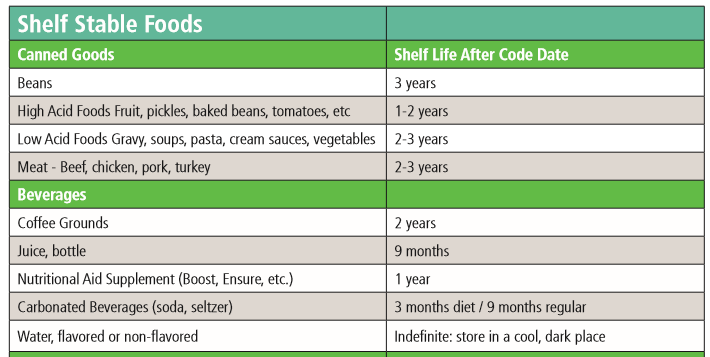 Shelf Stable Foods
Canned Goods Shelf Life After Code Date
Beans 3 years
High Acid Foods Fruit, pickles, baked beans, tomatoes, etc 1-2 years
Low Acid Foods Gravy, soups, pasta, cream sauces, vegetables 2-3 years
Meat - Beef, chicken, pork, turkey 2-3 years
Beverages
Coffee Grounds 2 years
Juice, bottle 9 months
Nutritional Aid Supplement (Boost, Ensure, etc.) 1 year
Carbonated Beverages (soda, seltzer) 3 months diet / 9 months regular
Water, flavored or non-flavored Indefinite: store in a cool, dark place